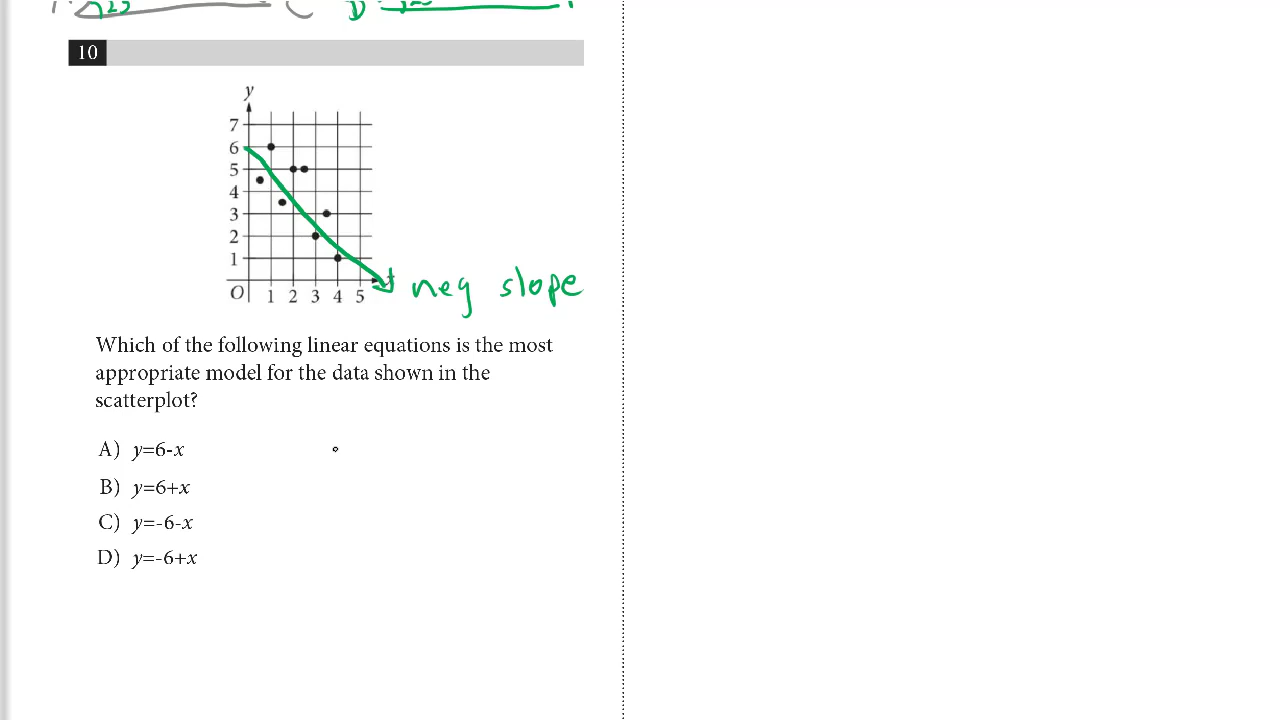 10
y
7
6
5
4
3
2
1
O 1 2 3 4 5
neg slope
Which of the following linear equations is the most
appropriate model for the data shown in the
scatterplot?
A) y=6-x
B) y=6+x
C) y=-6-x
D) y=-6+x